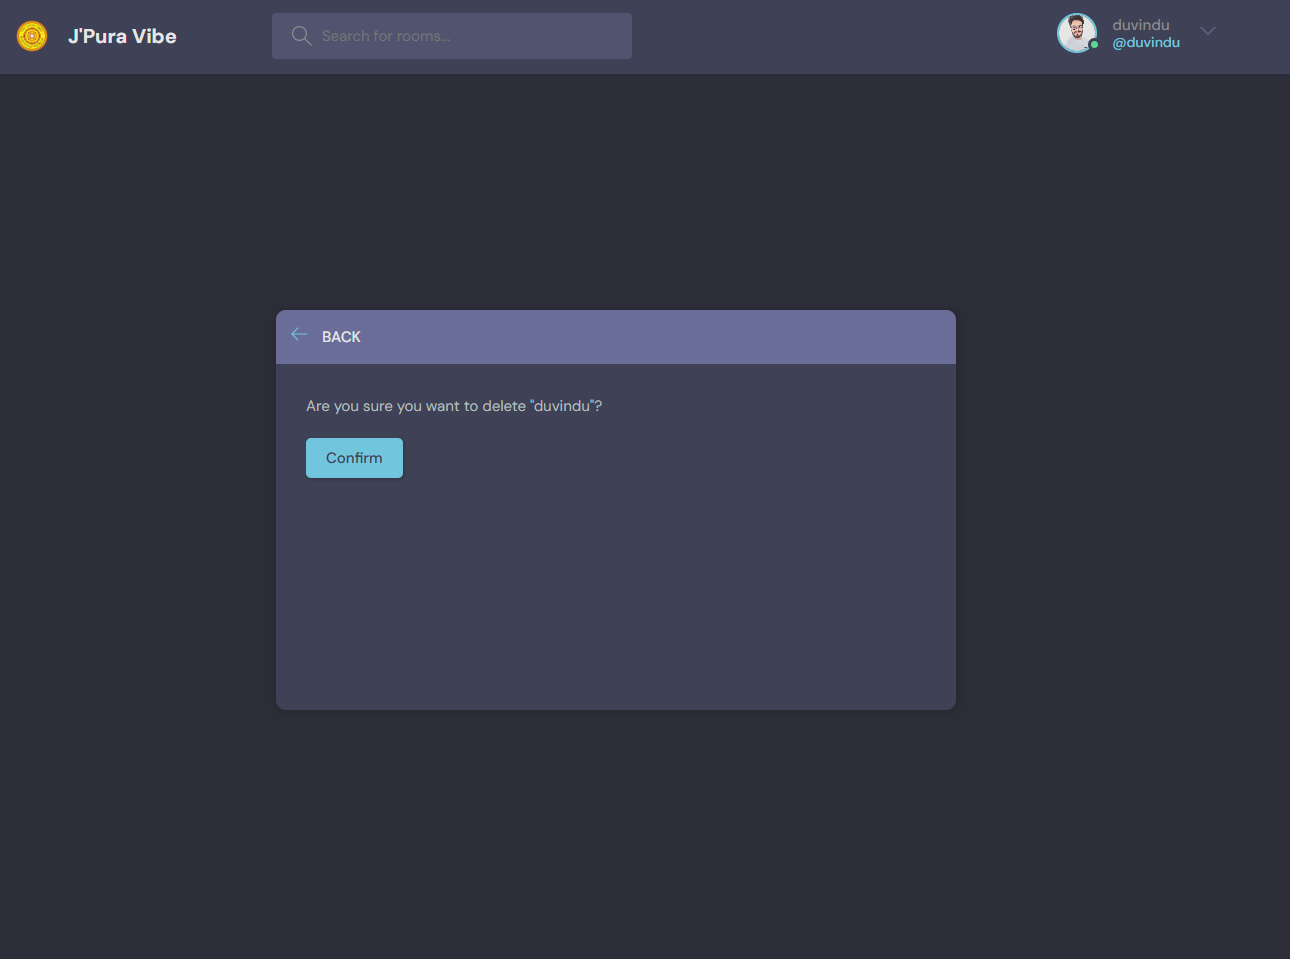 J'Pura Vibe
Search for rooms...
duvindu
@duvindu
BACK
Are you sure you want to delete "duvindu"?
Confirm